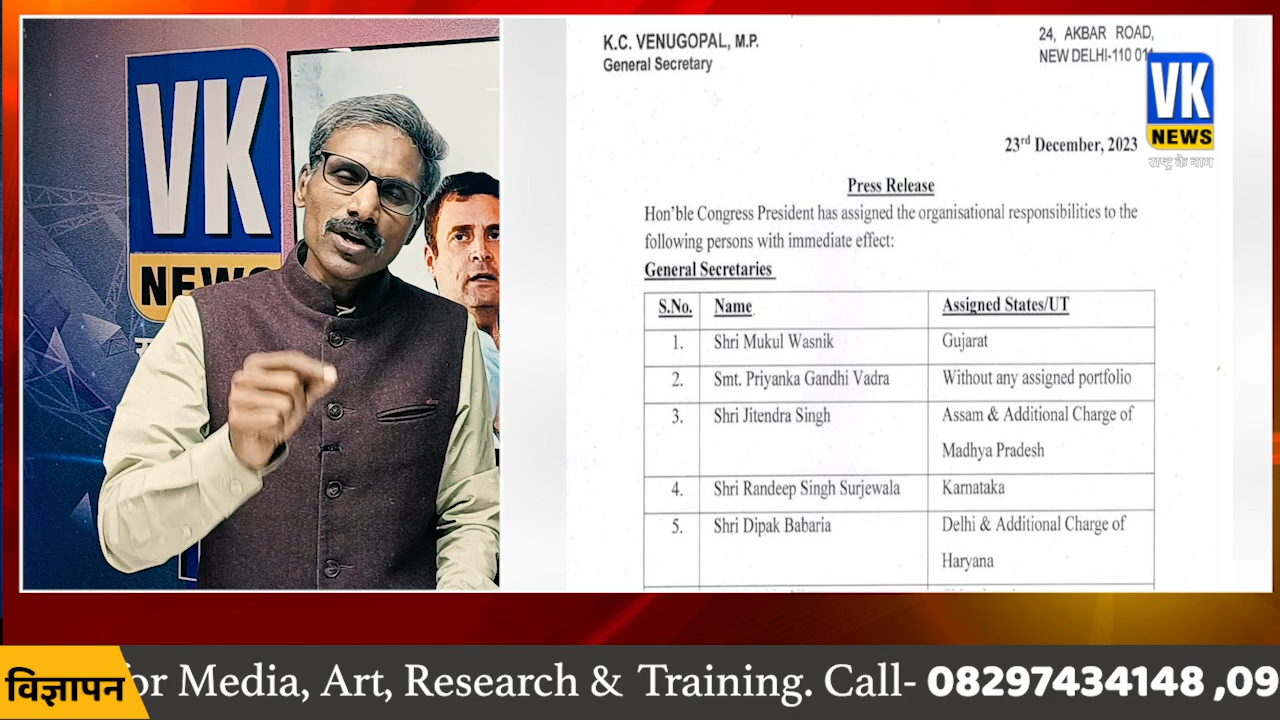 VK
NEWS
K.C. VENUGOPAL, M.P.
General Secretary
24, AKBAR ROAD,
NEW DELHI-110 011
VK
NEWS
राष्ट्र के नाम
23rd December, 2023
Press Release
Hon'ble Congress President has assigned the organisational responsibilities to the
following persons with immediate effect:
General Secretaries
S.No. Name Assigned States/UT
1. Shri Mukul Wasnik Gujarat
2. Smt. Priyanka Gandhi Vadra Without any assigned portfolio
3. Shri Jitendra Singh Assam & Additional Charge of
Madhya Pradesh
4. Shri Randeep Singh Surjewala Karnataka
5. Shri Dipak Babaria Delhi & Additional Charge of
Haryana
विज्ञापन
or Media, Art, Research & Training. Call- 08297434148 ,09